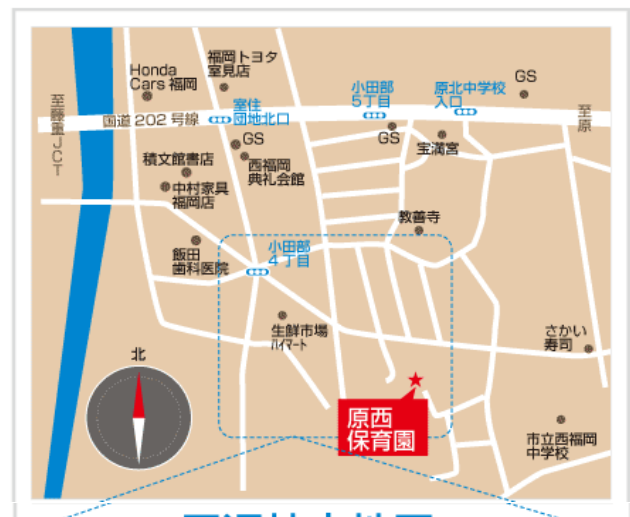 Honda
Cars 福岡
福岡トヨタ
室見店
小田部
5丁目
原北中学校
入口
GS
室住
団地北口
国道 202 号線
至
原
GS
GS
宝満宮
積文館書店
西福岡
典礼会館
中村家具
福岡店
教善寺
飯田
歯科医院
小田部
4丁目
生鮮市場
ハイマート
さかい
寿司
北
原西
保育園
市立西福岡
中学校